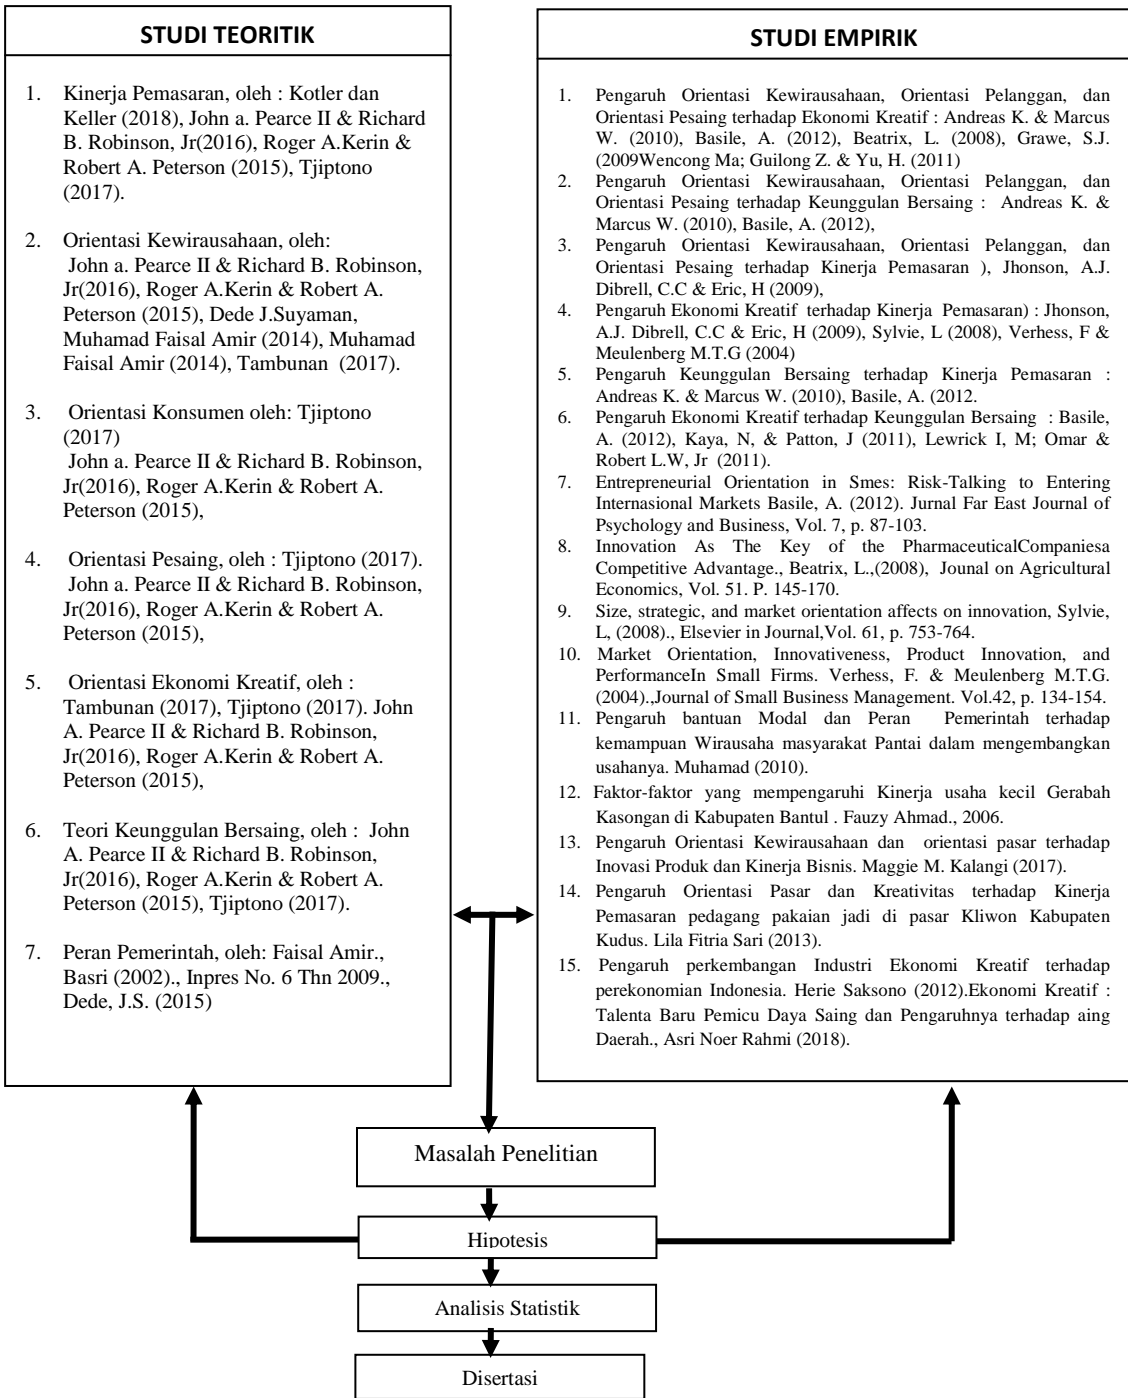 STUDI TEORITIK
1. Kinerja Pemasaran, oleh : Kotler dan
Keller (2018), John a. Pearce II & Richard
B. Robinson, Jr(2016), Roger A.Kerin &
Robert A. Peterson (2015), Tjiptono
(2017).
2. Orientasi Kewirausahaan, oleh:
John a. Pearce II & Richard B. Robinson,
Jr(2016), Roger A.Kerin & Robert A.
Peterson (2015), Dede J.Suyaman,
Muhamad Faisal Amir (2014), Muhamad
Faisal Amir (2014), Tambunan (2017).
3. Orientasi Konsumen oleh: Tjiptono
(2017)
John a. Pearce II & Richard B. Robinson,
Jr(2016), Roger A.Kerin & Robert A.
Peterson (2015),
4. Orientasi Pesaing, oleh : Tjiptono (2017).
John a. Pearce II & Richard B. Robinson,
Jr(2016), Roger A.Kerin & Robert A.
Peterson (2015),
5. Orientasi Ekonomi Kreatif, oleh :
Tambunan (2017), Tjiptono (2017). John
A. Pearce II & Richard B. Robinson,
Jr(2016), Roger A.Kerin & Robert A.
Peterson (2015),
6. Teori Keunggulan Bersaing, oleh : John
A. Pearce II & Richard B. Robinson,
Jr(2016), Roger A.Kerin & Robert A.
Peterson (2015), Tjiptono (2017).
7. Peran Pemerintah, oleh: Faisal Amir.,
Basri (2002)., Inpres No. 6 Thn 2009.,
Dede, J.S. (2015)
STUDI EMPIRIK
1. Pengaruh Orientasi Kewirausahaan, Orientasi Pelanggan, dan
Orientasi Pesaing terhadap Ekonomi Kreatif : Andreas K. & Marcus
W. (2010), Basile, A. (2012), Beatrix, L. (2008), Grawe, S.J.
(2009Wencong Ma; Guilong Z. & Yu, H. (2011)
2. Pengaruh Orientasi Kewirausahaan, Orientasi Pelanggan, dan
Orientasi Pesaing terhadap Keunggulan Bersaing : Andreas K. &
Marcus W. (2010), Basile, A. (2012),
3. Pengaruh Orientasi Kewirausahaan, Orientasi Pelanggan, dan
Orientasi Pesaing terhadap Kinerja Pemasaran ), Jhonson, A.J.
Dibrell, C.C & Eric, H (2009),
4. Pengaruh Ekonomi Kreatif terhadap Kinerja Pemasaran) : Jhonson,
A.J. Dibrell, C.C & Eric, H (2009), Sylvie, L (2008), Verhess, F &
Meulenberg M.T.G (2004)
5. Pengaruh Keunggulan Bersaing terhadap Kinerja Pemasaran :
Andreas K. & Marcus W. (2010), Basile, A. (2012.
6. Pengaruh Ekonomi Kreatif terhadap Keunggulan Bersaing : Basile,
A. (2012), Kaya, N, & Patton, J (2011), Lewrick I, M; Omar &
Robert L.W, Jr (2011).
7. Entrepreneurial Orientation in Smes: Risk-Talking to Entering
Internasional Markets Basile, A. (2012). Jurnal Far East Journal of
Psychology and Business, Vol. 7, p. 87-103.
8. Innovation As The Key of the PharmaceuticalCompaniesa
Competitive Advantage., Beatrix, L.,(2008), Jounal on Agricultural
Economics, Vol. 51. P. 145-170.
9. Size, strategic, and market orientation affects on innovation, Sylvie,
L, (2008)., Elsevier in Journal,Vol. 61, p. 753-764.
10. Market Orientation, Innovativeness, Product Innovation, and
PerformanceIn Small Firms. Verhess, F. & Meulenberg M.T.G.
(2004).,Journal of Small Business Management. Vol.42, p. 134-154.
11. Pengaruh bantuan Modal dan Peran Pemerintah terhadap
kemampuan Wirausaha masyarakat Pantai dalam mengembangkan
usahanya. Muhamad (2010).
12. Faktor-faktor yang mempengaruhi Kinerja usaha kecil Gerabah
Kasongan di Kabupaten Bantul . Fauzy Ahmad., 2006.
13. Pengaruh Orientasi Kewirausahaan dan orientasi pasar terhadap
Inovasi Produk dan Kinerja Bisnis. Maggie M. Kalangi (2017).
14. Pengaruh Orientasi Pasar dan Kreativitas terhadap Kinerja
Pemasaran pedagang pakaian jadi di pasar Kliwon Kabupaten
Kudus. Lila Fitria Sari (2013).
15. Pengaruh perkembangan Industri Ekonomi Kreatif terhadap
perekonomian Indonesia. Herie Saksono (2012).Ekonomi Kreatif :
Talenta Baru Pemicu Daya Saing dan Pengaruhnya terhadap aing
Daerah., Asri Noer Rahmi (2018).
Masalah Penelitian
Hipotesis
Analisis Statistik
Disertasi